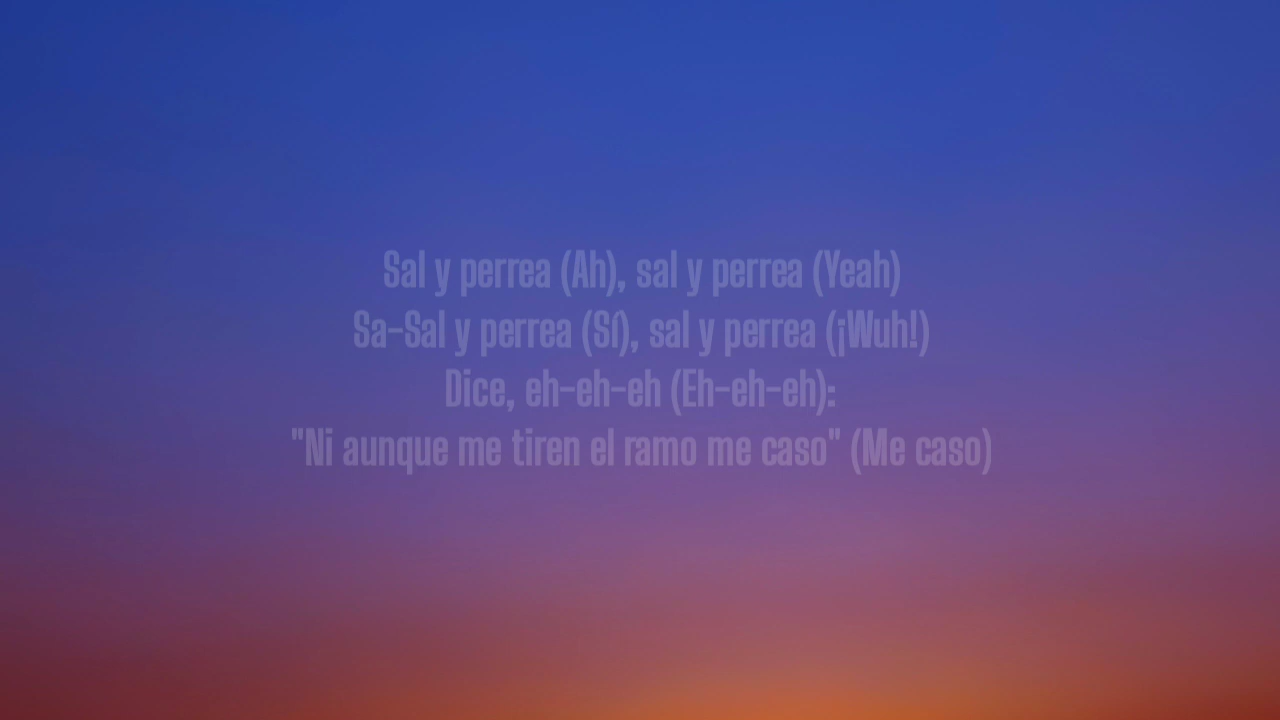 Sal y perrea (Ah), sal y perrea (Yeah)
Sa-Sal y perrea (Sí), sal y perrea (¡Wuh!)
Dice, eh-eh-eh (Eh-eh-eh):
"Ni aunque me tiren el ramo me caso" (Me caso)